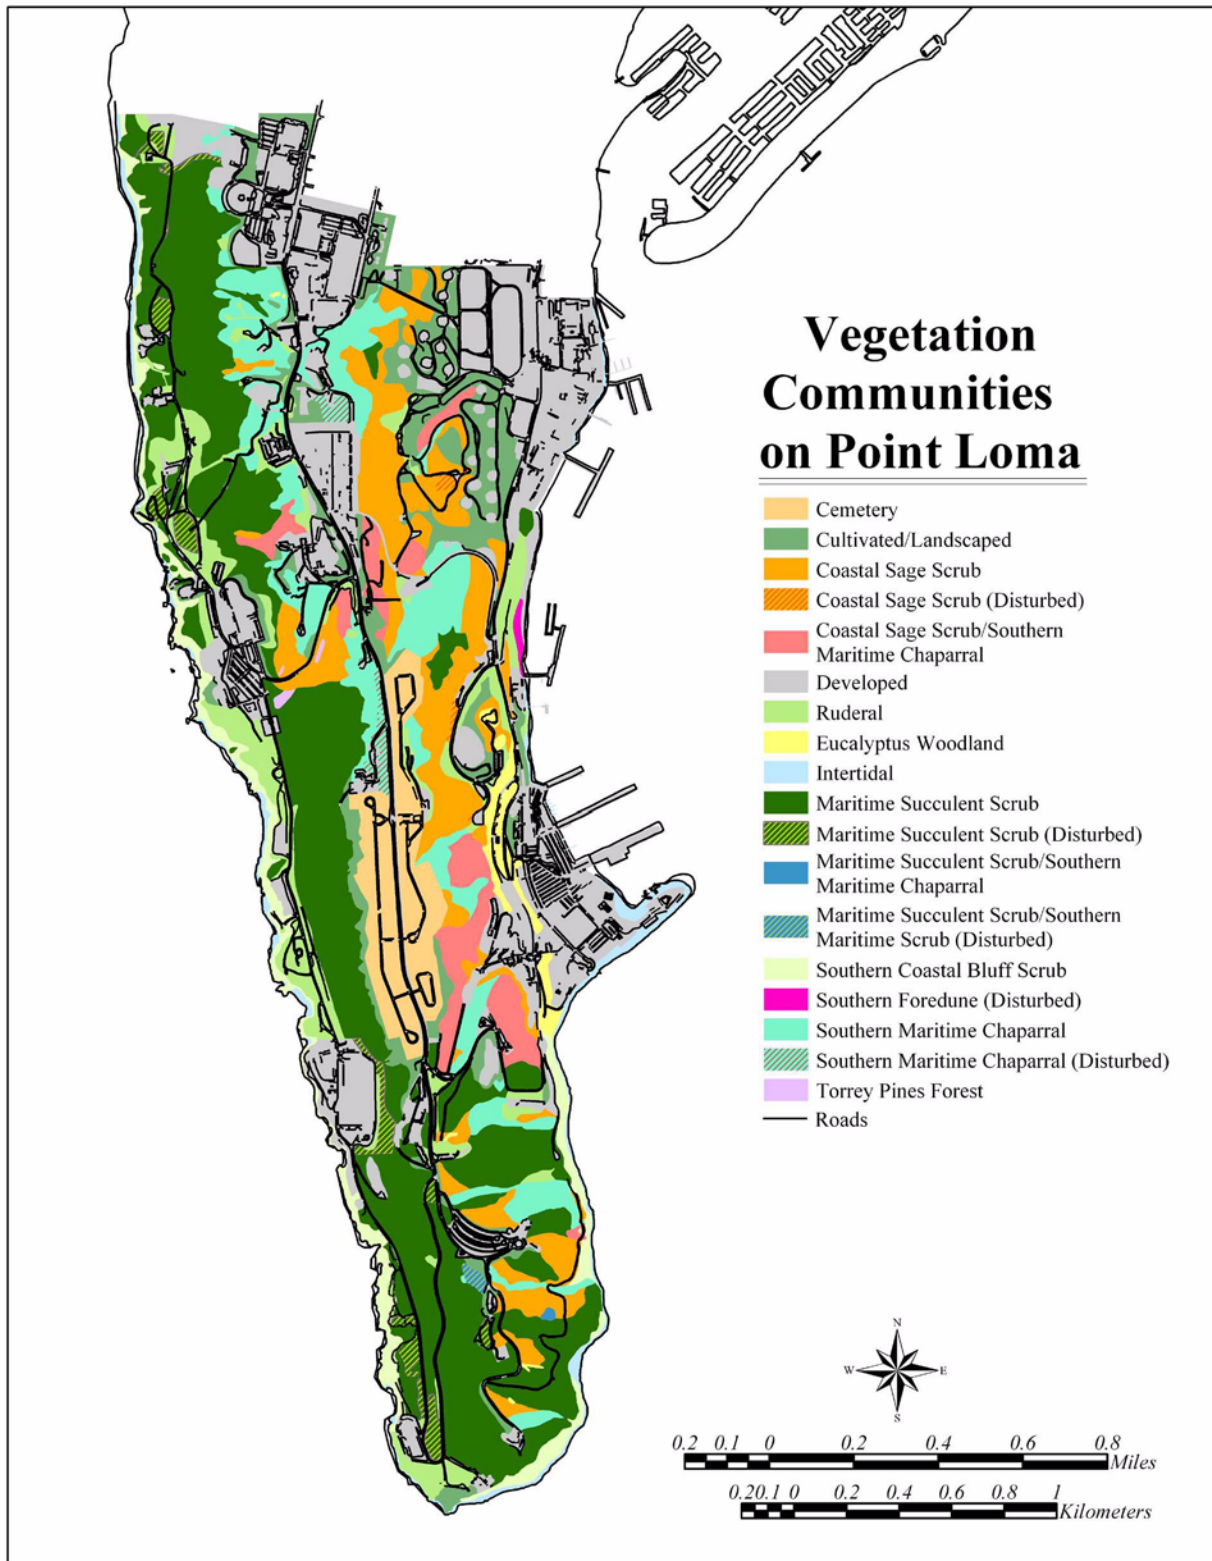 Vegetation
Communities
on Point Loma
Cemetery
Cultivated/Landscaped
Coastal Sage Scrub
Coastal Sage Scrub (Disturbed)
Coastal Sage Scrub/Southern
Maritime Chaparral
Developed
Ruderal
Eucalyptus Woodland
Intertidal
Maritime Succulent Scrub
Maritime Succulent Scrub (Disturbed)
Maritime Succulent Scrub/Southern
Maritime Chaparral
Maritime Succulent Scrub/Southern
Maritime Scrub (Disturbed)
Southern Coastal Bluff Scrub
Southern Foredune (Disturbed)
Southern Maritime Chaparral
Southern Maritime Chaparral (Disturbed)
Torrey Pines Forest
Roads
N
W E
S
0.2 0.1 0 0.2 0.4 0.6 0.8
Miles
0.2 0.1 0 0.2 0.4 0.6 0.8 1
Kilometers